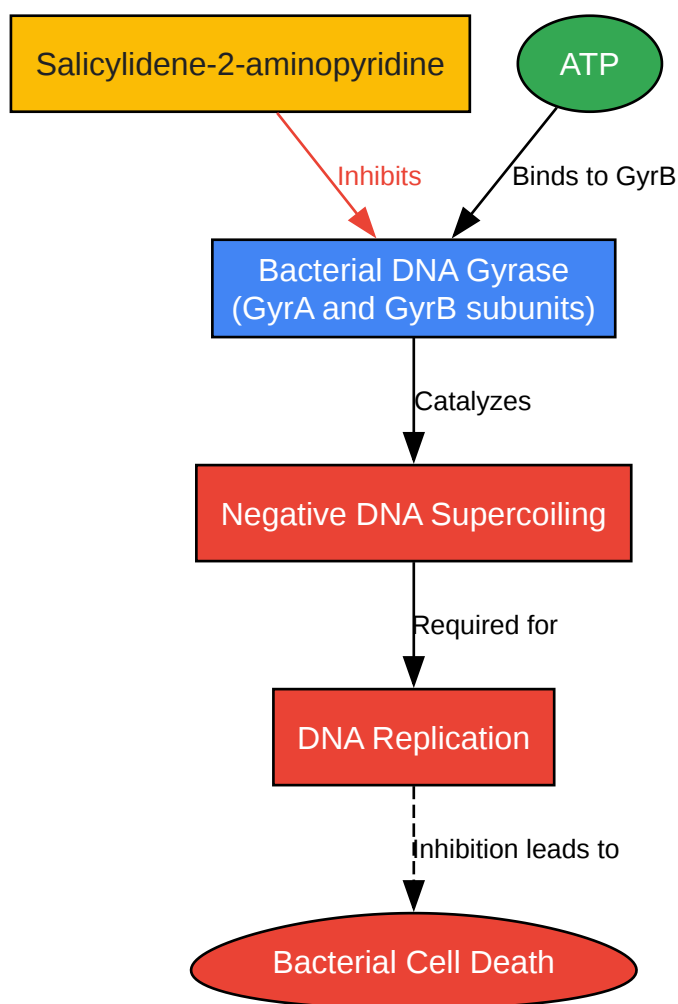 Salicylidene-2-aminopyridine
ATP
Inhibits
Binds to GyrB
Bacterial DNA Gyrase
(GyrA and GyrB subunits)
Catalyzes
Negative DNA Supercoiling
Required for
DNA Replication
Inhibition leads to
Bacterial Cell Death